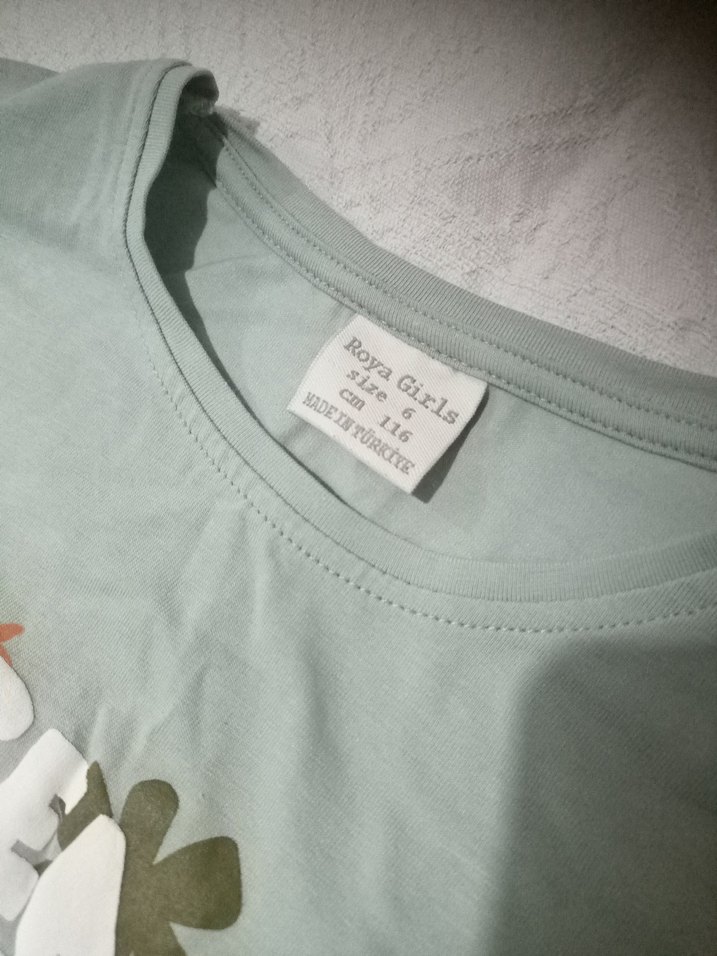 Roya Girls
size 6
cm 116
MADE IN TÜRKİYE